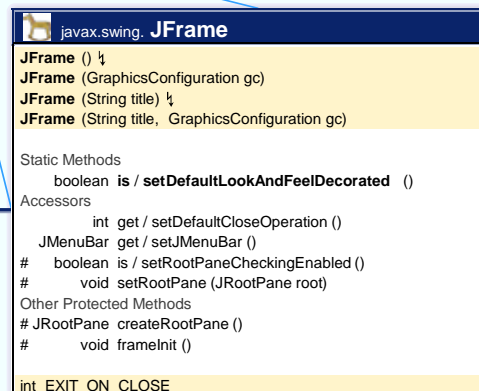 javax.swing. JFrame
JFrame () ↯
JFrame (GraphicsConfiguration gc)
JFrame (String title) ↯
JFrame (String title, GraphicsConfiguration gc)
Static Methods
boolean is / setDefaultLookAndFeelDecorated ()
Accessors
int get / setDefaultCloseOperation ()
JMenuBar get / setJMenuBar ()
# boolean is / setRootPaneCheckingEnabled ()
# void setRootPane (JRootPane root)
Other Protected Methods
# JRootPane createRootPane ()
# void frameInit ()
int EXIT_ON_CLOSE